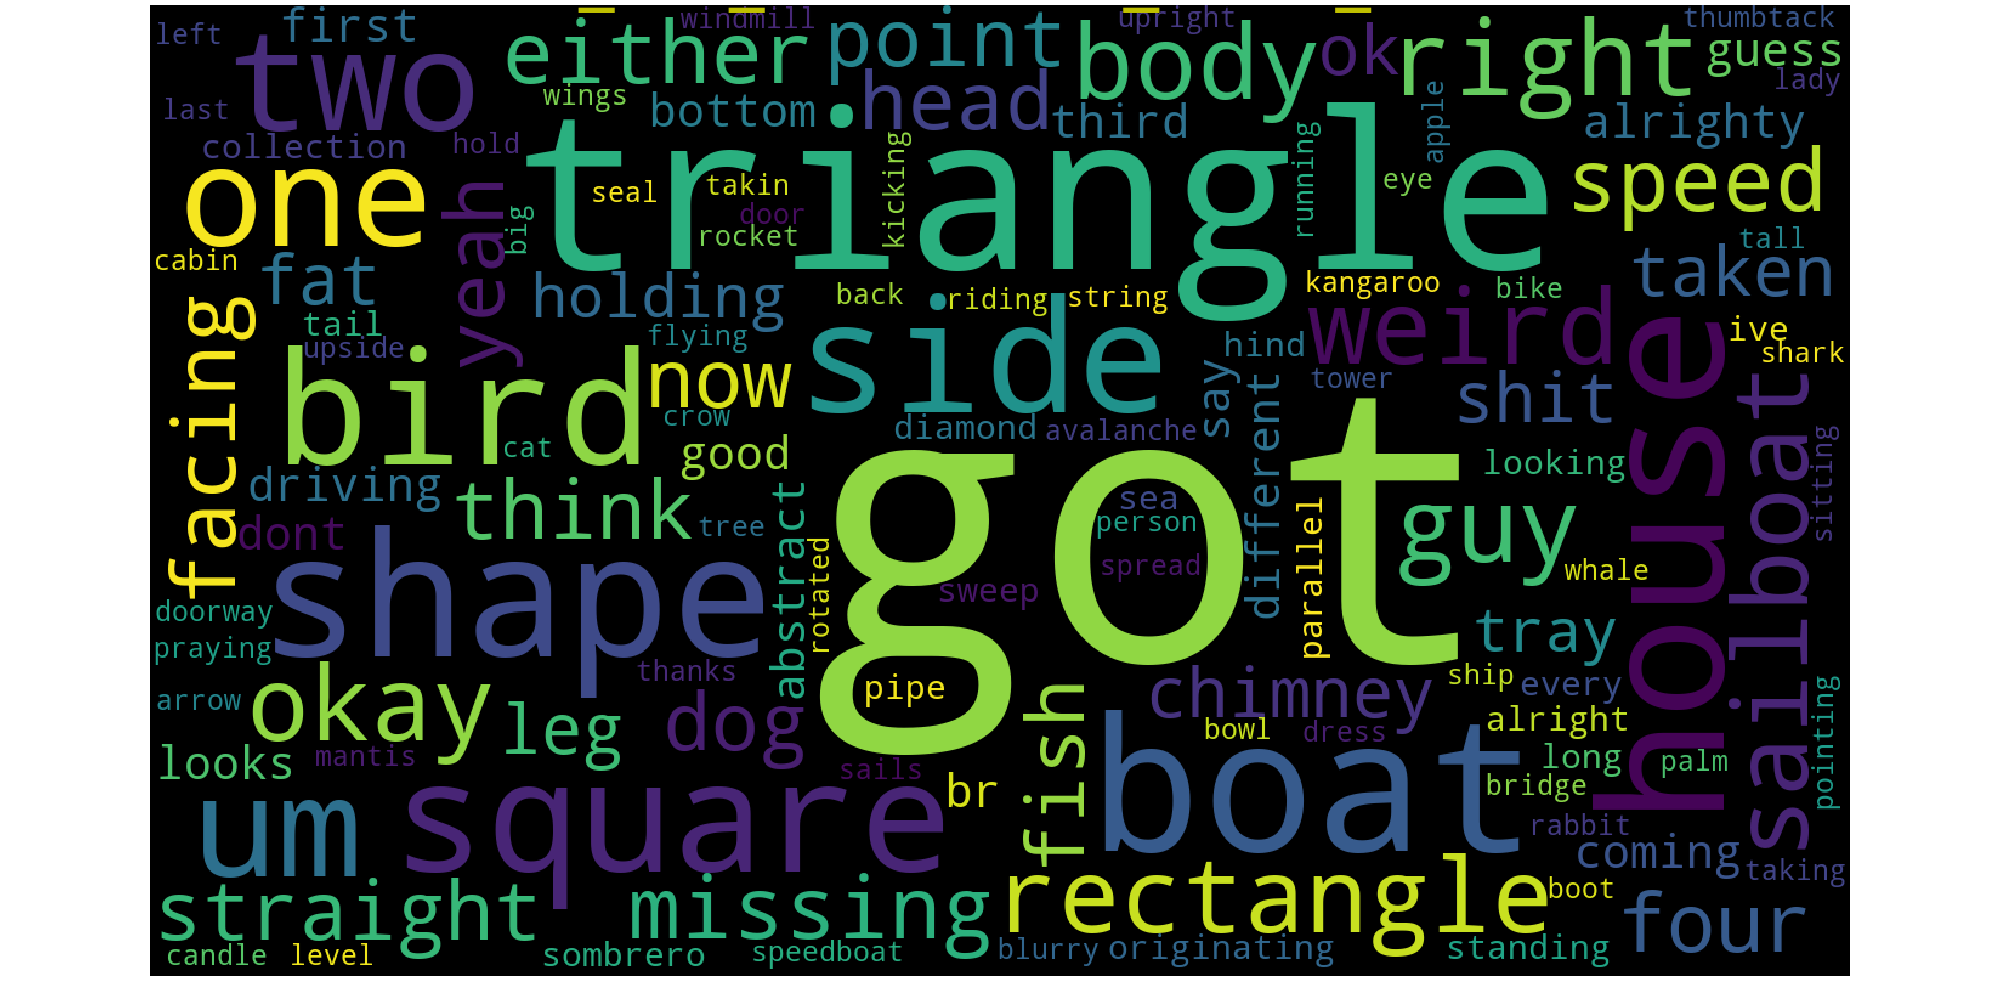 left
first
windmill
upright
thumbtack
two
either
point
body
ok
right
guess
lady
last
wings
bottom
head
third
apple
alrighty
collection
hold
triangle
one
yeah
seal
takin
kicking
running
eye
speed
big
door
rocket
cabin
fat
holding
back
riding
string
kangaroo
bike
tall
taken
facing
tail
upside
flying
side
hind
weird
ive
shark
bird
now
crow
cat
good
diamond
avalanche
say
tower
shit
house
sailboat
driving
think
got
different
looking
sitting
dont
tree
abstract
rotated
sea
person
spread
sweep
parallel
guy
whale
doorway
praying
shape
tray
arrow
okay
leg
thanks
dog
pipe
chimney
ship
every
pointing
looks
mantis
sails
fish
bowl
dress
alright
long
palm
um
square
br
boat
bridge
rabbit
coming
taking
straight
missing
rectangle
boot
four
candle
level
sombrero
speedboat
blurry
originating
standing